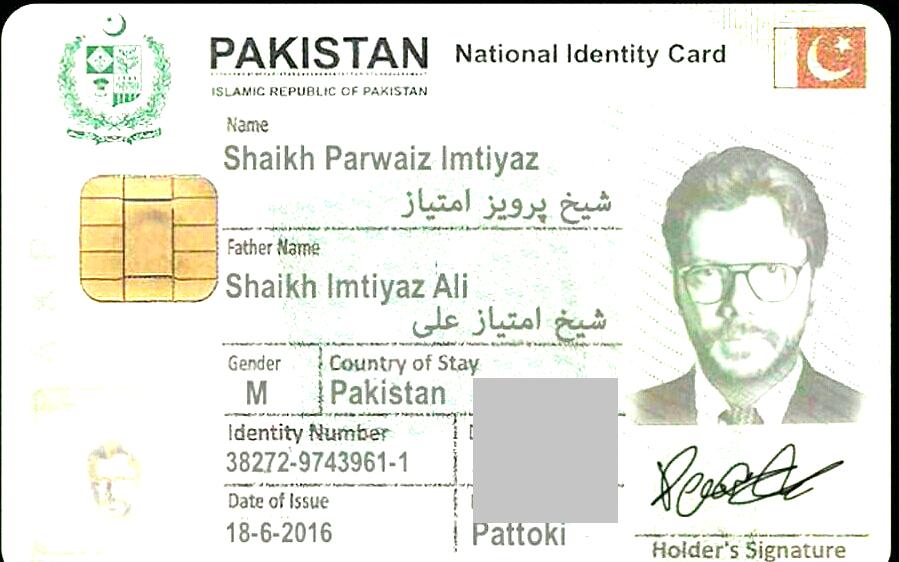 PAKISTAN National Identity Card
ISLAMIC REPUBLIC OF PAKISTAN
Name
Shaikh Parwaiz Imtiyaz
شیخ پرویز امتیاز
Father Name
Shaikh Imtiyaz Ali
شیخ امتیاز علی
Gender Country of Stay
M Pakistan
Identity Number
38272-9743961-1
Date of Issue
18-6-2016
Pattoki
Holder's Signature